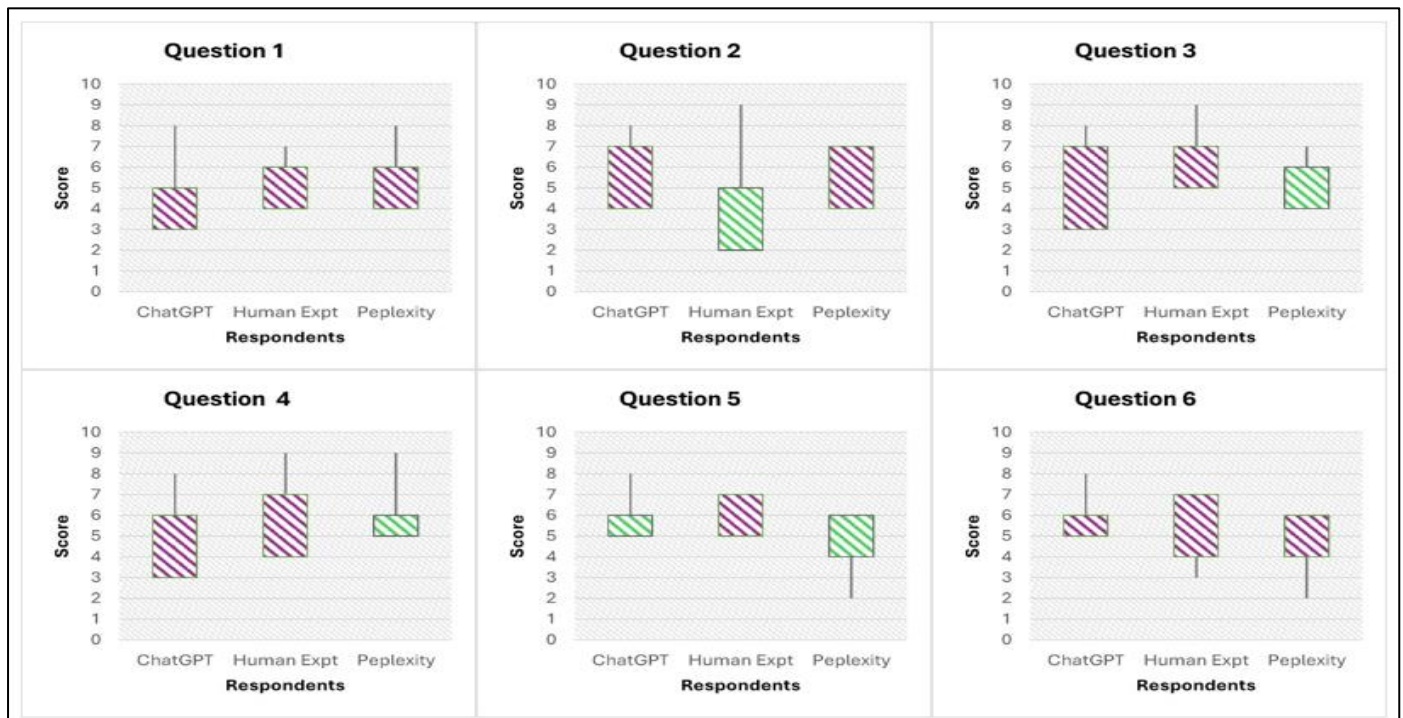 Question 1
10
9
8
7
6
5
4
3
2
1
0
Score
ChatGPT Human Expt Peplexity
Respondents
Question 2
10
9
8
7
6
5
4
3
2
1
0
Score
ChatGPT Human Expt Peplexity
Respondents
Question 3
10
9
8
7
6
5
4
3
2
1
0
Score
ChatGPT Human Expt Peplexity
Respondents
Question 4
10
9
8
7
6
5
4
3
2
1
0
Score
ChatGPT Human Expt Peplexity
Respondents
Question 5
10
9
8
7
6
5
4
3
2
1
0
Score
ChatGPT Human Expt Peplexity
Respondents
Question 6
10
9
8
7
6
5
4
3
2
1
0
Score
ChatGPT Human Expt Peplexity
Respondents